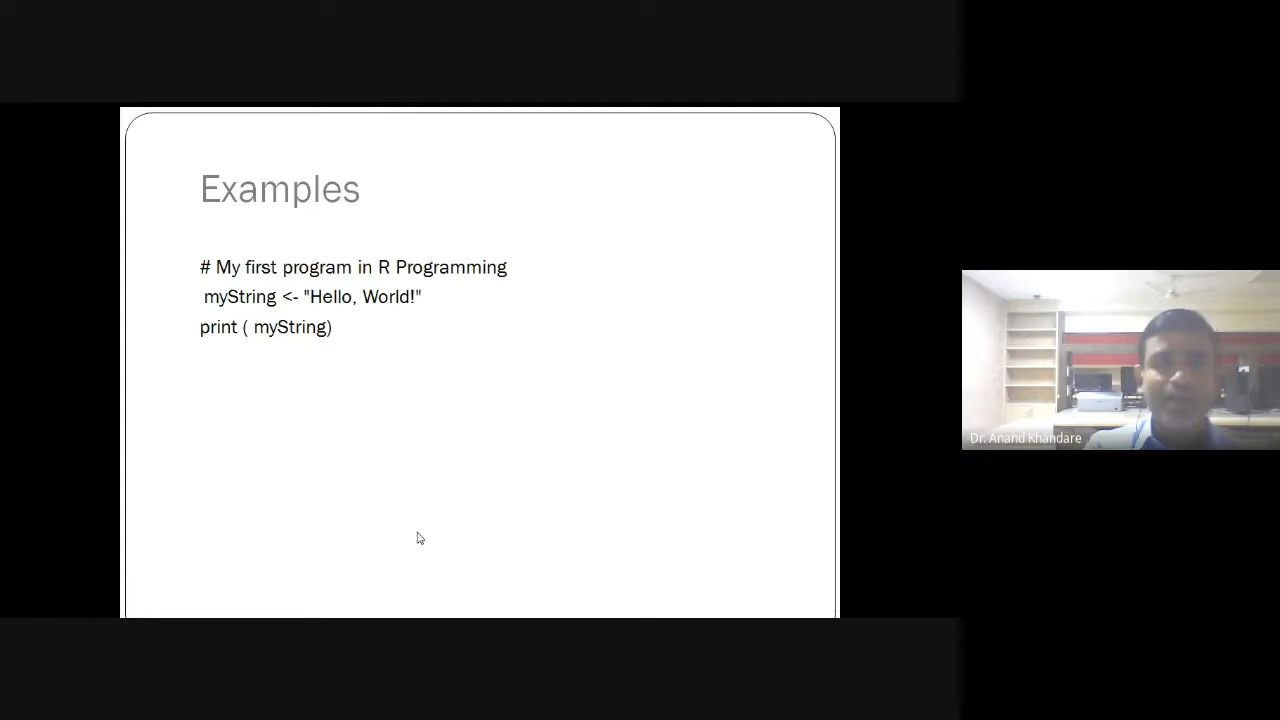 Examples
# My first program in R Programming
myString <- "Hello, World!"
print ( myString)
Dr. Anand Khandare